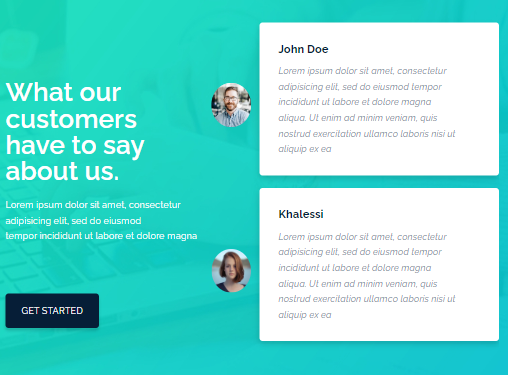 What our
customers
have to say
about us.
Lorem ipsum dolor sit amet, consectetur
adipisicing elit, sed do eiusmod
tempor incididunt ut labore et dolore magna
GET STARTED
John Doe
Lorem ipsum dolor sit amet, consectetur
adipisicing elit, sed do eiusmod tempor
incididunt ut labore et dolore magna
aliqua. Ut enim ad minim veniam, quis
nostrud exercitation ullamco laboris nisi ut
aliquip ex ea
Khalessi
Lorem ipsum dolor sit amet, consectetur
adipisicing elit, sed do eiusmod tempor
incididunt ut labore et dolore magna
aliqua. Ut enim ad minim veniam, quis
nostrud exercitation ullamco laboris nisi ut
aliquip ex ea